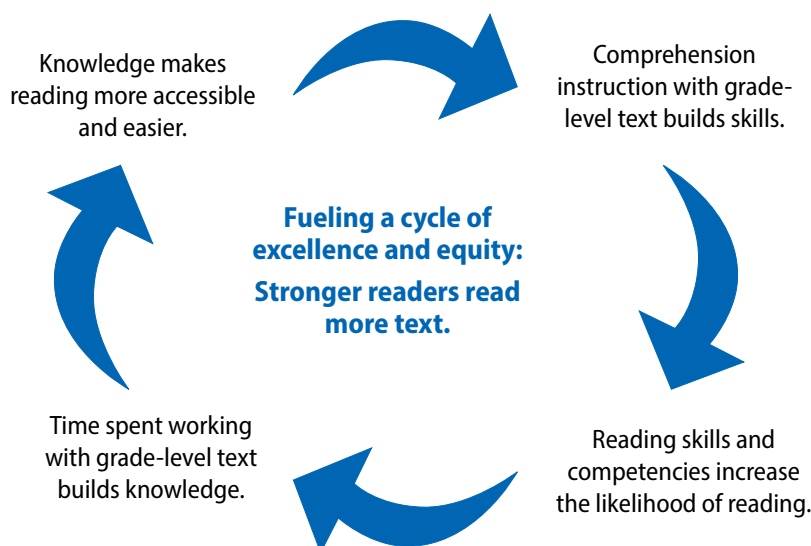 Knowledge makes
reading more accessible
and easier.
Comprehension
instruction with grade-
level text builds skills.
Fueling a cycle of
excellence and equity:
Stronger readers read
more text.
Time spent working
with grade-level text
builds knowledge.
Reading skills and
competencies increase
the likelihood of reading.